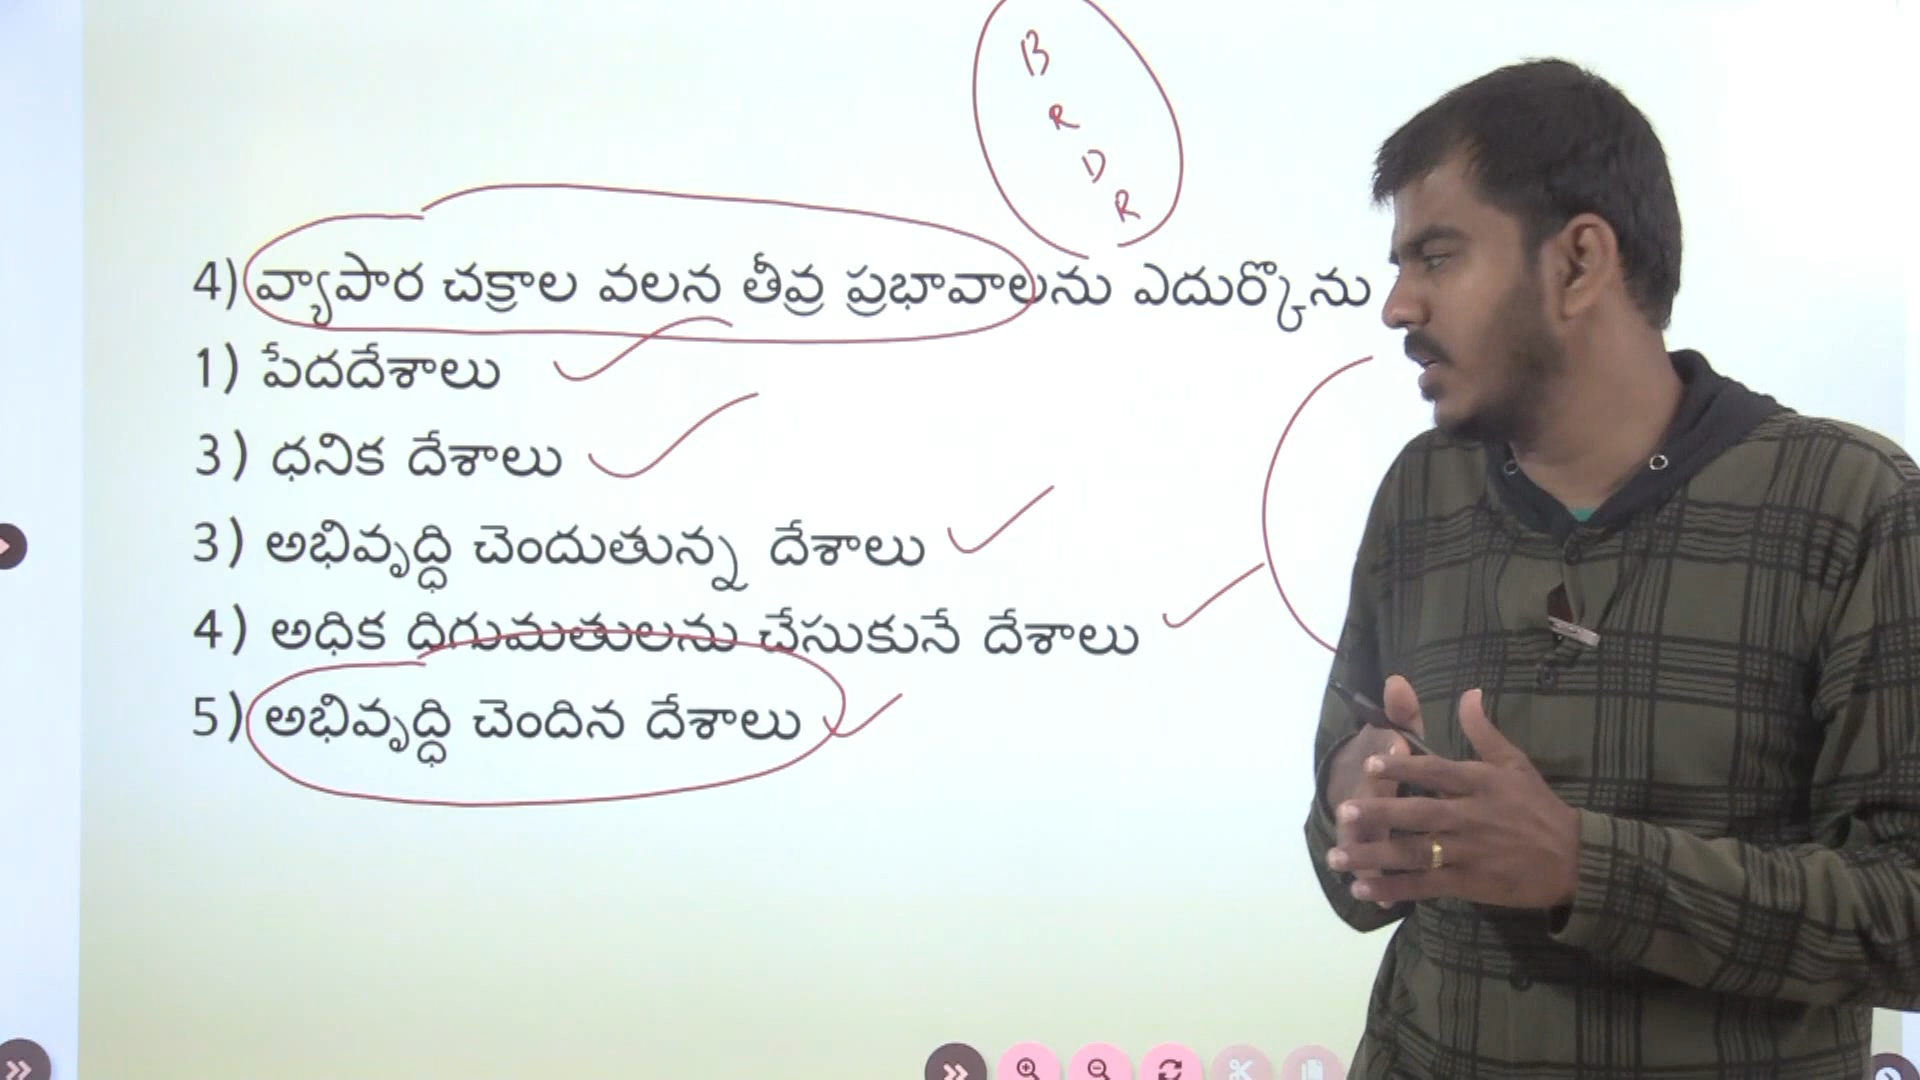 B
R
D
R
4) వ్యాపార చక్రాల వలన తీవ్ర ప్రభావాలను ఎదుర్కొను
1) పేదదేశాలు
3) ధనిక దేశాలు
3) అభివృద్ధి చెందుతున్న దేశాలు
4) అధిక దిగుమతులను చేసుకునే దేశాలు
5) అభివృద్ధి చెందిన దేశాలు